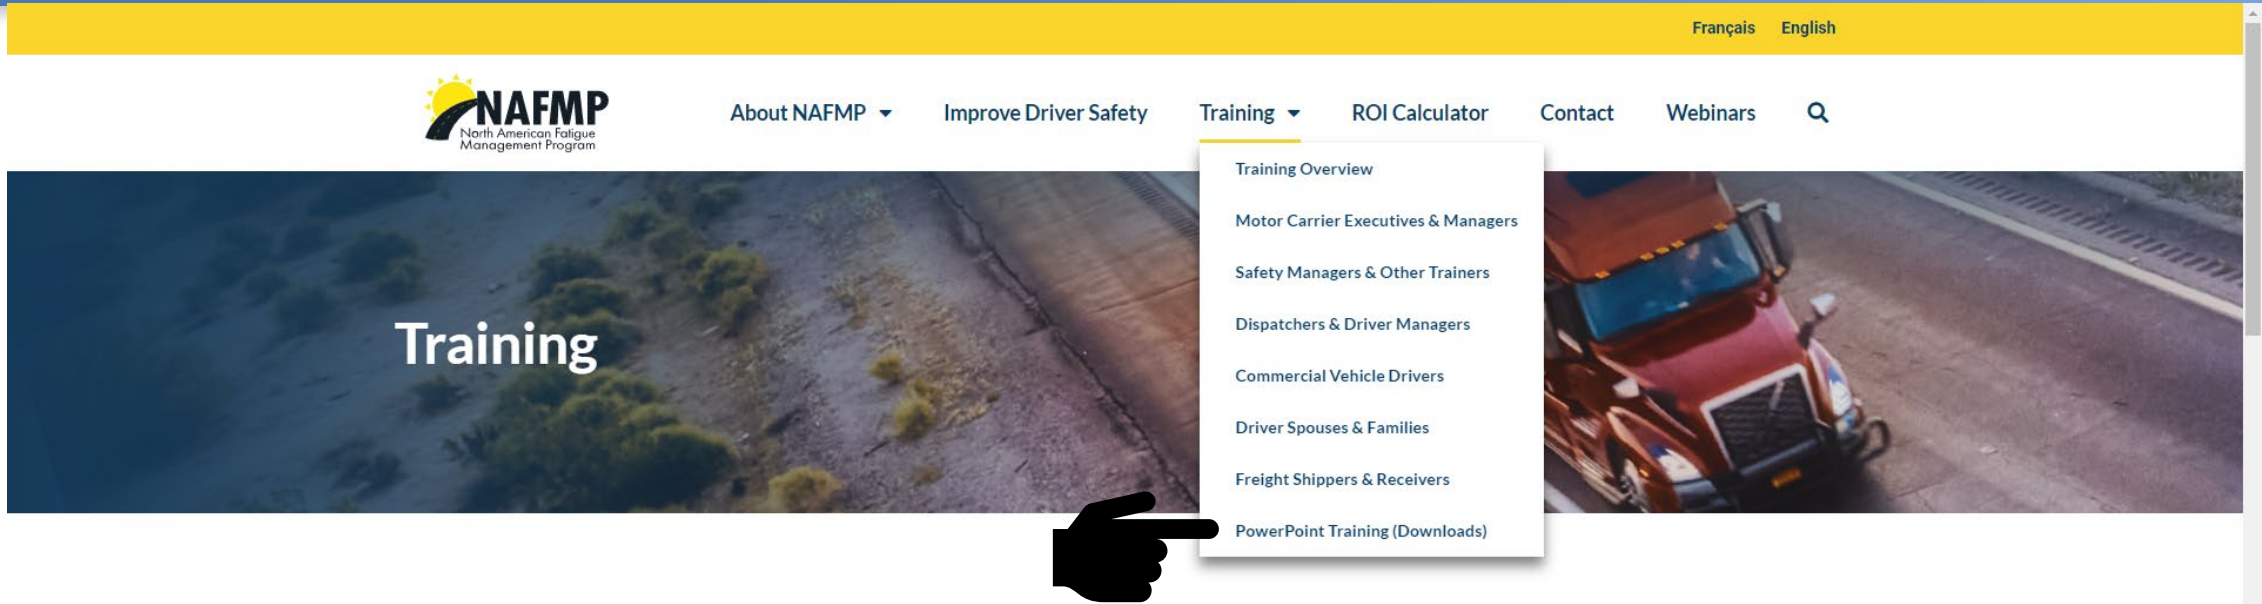 Français English
NAFMP
North American Fatigue
Management Program
About NAFMP Improve Driver Safety Training ROI Calculator Contact Webinars
Training Overview
Motor Carrier Executives & Managers
Safety Managers & Other Trainers
Dispatchers & Driver Managers
Commercial Vehicle Drivers
Driver Spouses & Families
Freight Shippers & Receivers
PowerPoint Training (Downloads)
Training